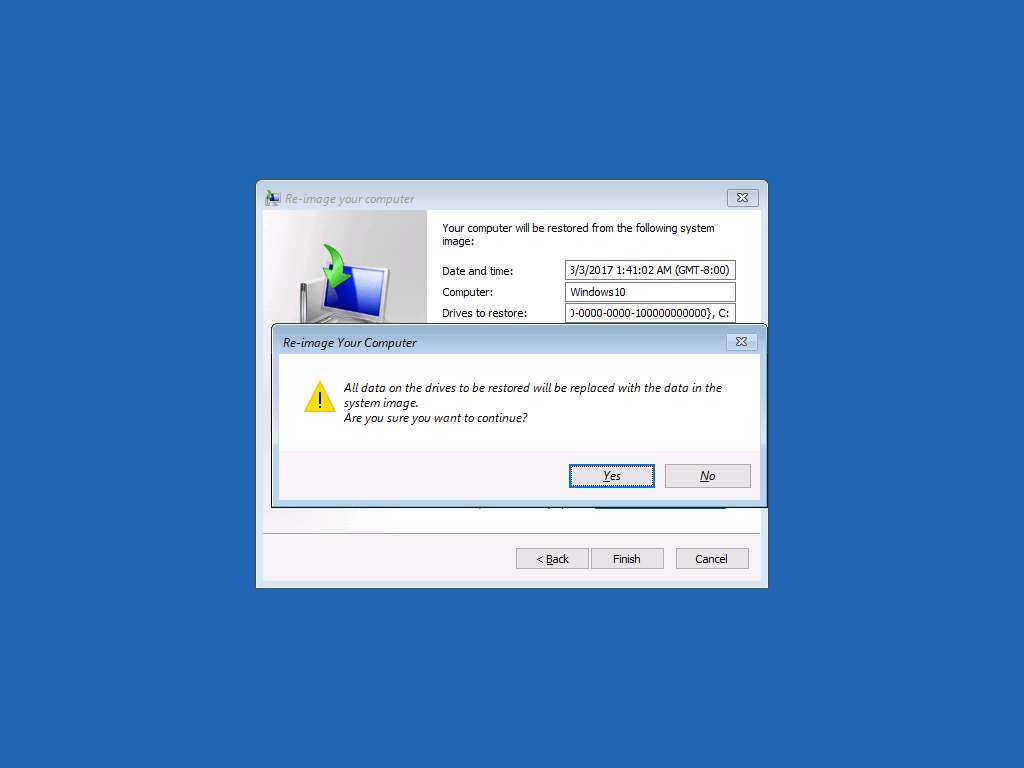 Re-image your computer
Your computer will be restored from the following system
image:
Date and time: 3/3/2017 1:41:02 AM (GMT-8:00)
Computer: Windows10
Drives to restore: 0-0000-0000-100000000000}, C:
Re-image Your Computer
All data on the drives to be restored will be replaced with the data in the
system image.
Are you sure you want to continue?
Yes No
< Back Finish Cancel